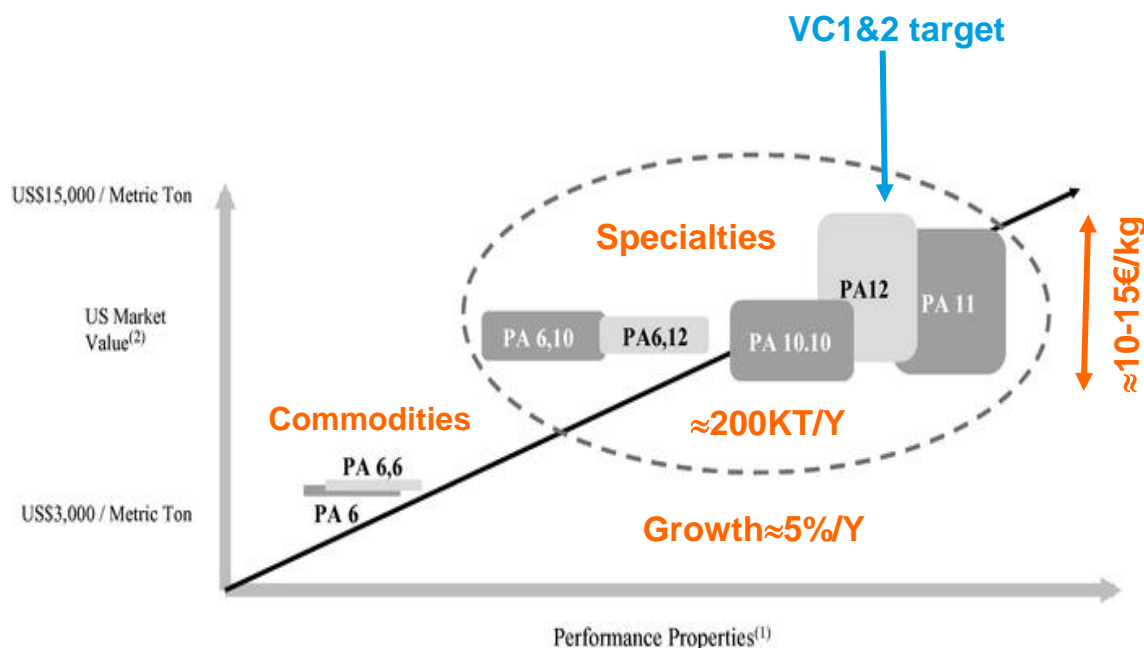 VC1&2 target
US$15,000 / Metric Ton
Specialties
≈10-15€/kg
PA12
PA 11
US Market
Value(2)
PA 6,10
PA6,12
PA 10.10
Commodities
≈200KT/Y
PA 6,6
PA 6
US$3,000 / Metric Ton
Growth≈5%/Y
Performance Properties(1)